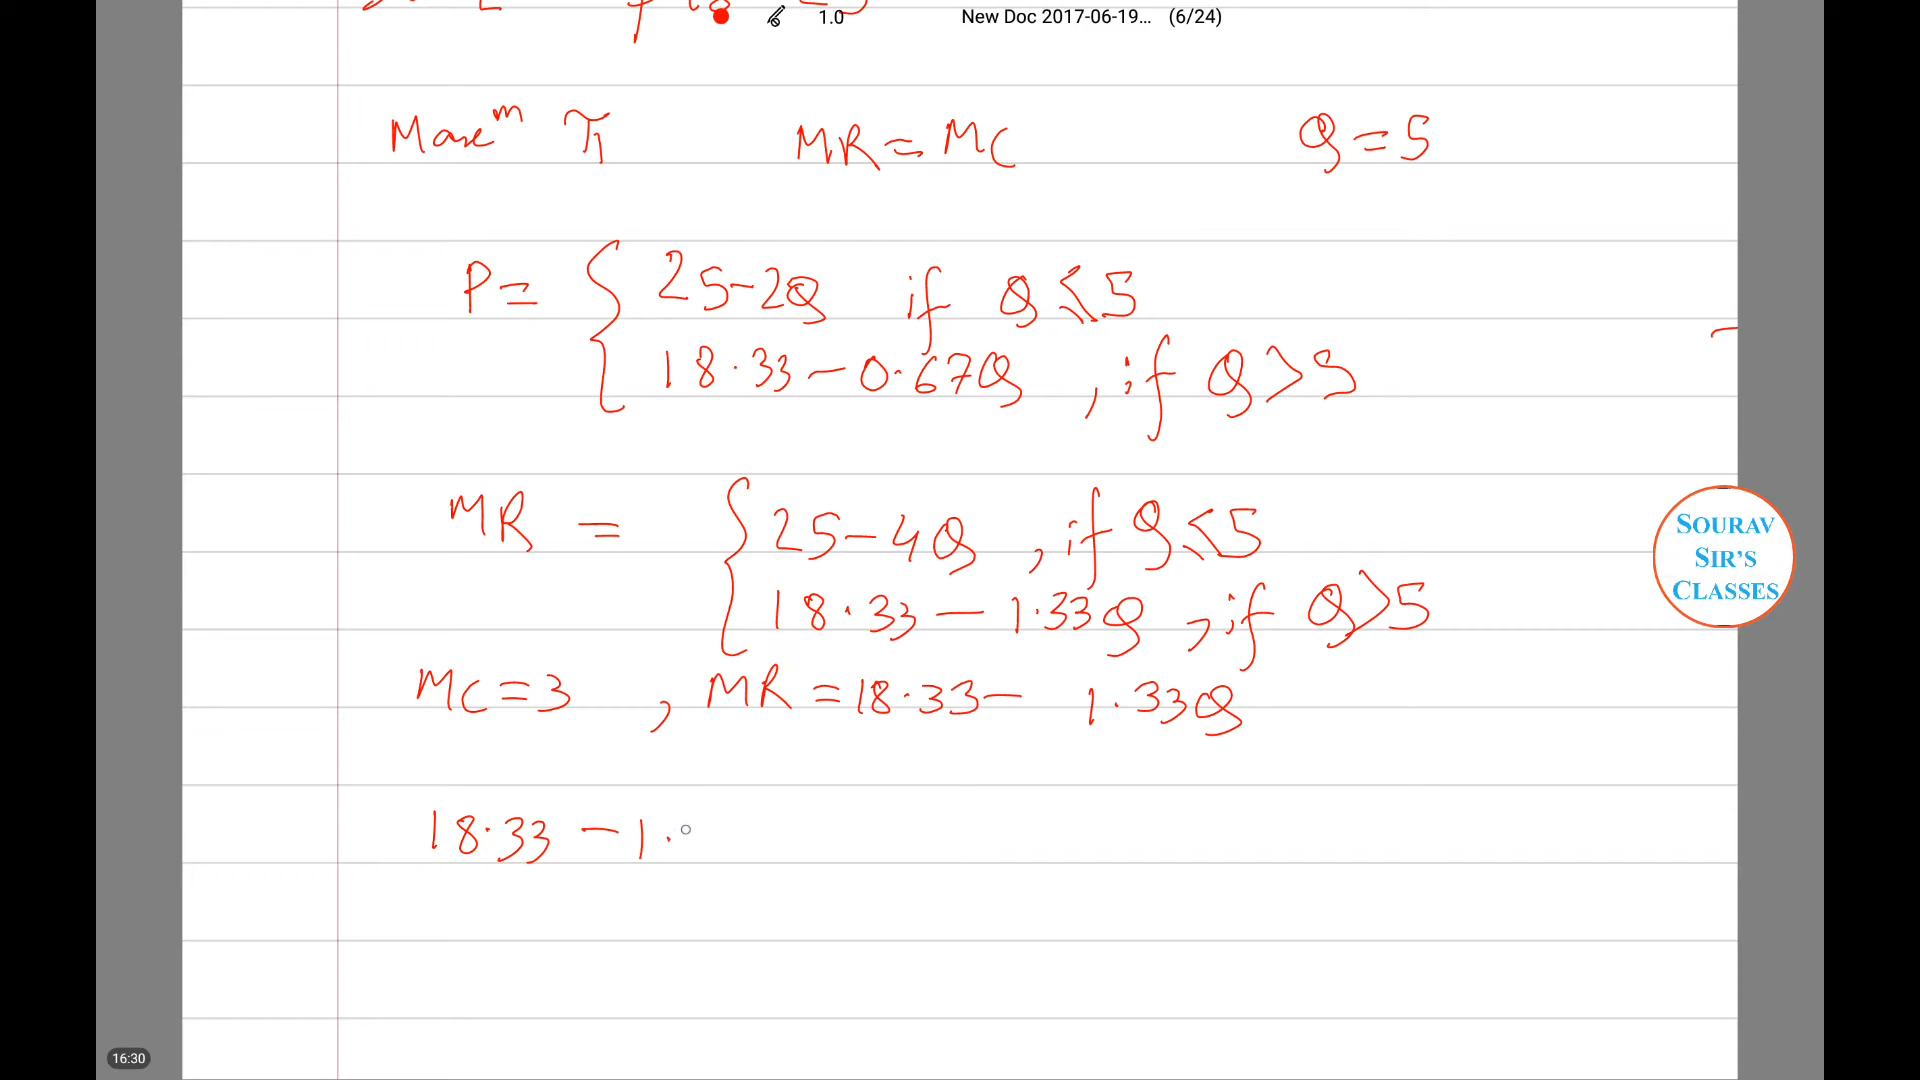 1.0 New Doc 2017-06-19... (6/24)
Maxᵐ π MR = MC Q = 5
P = { 25-2Q if Q ≤ 5
18.33 - 0.67Q , if Q > 5
MR = { 25 - 4Q , if Q ≤ 5
18.33 - 1.33Q , if Q > 5
MC = 3 , MR = 18.33 - 1.33Q
18.33 - 1.
SOURAV
SIR'S
CLASSES
16:30